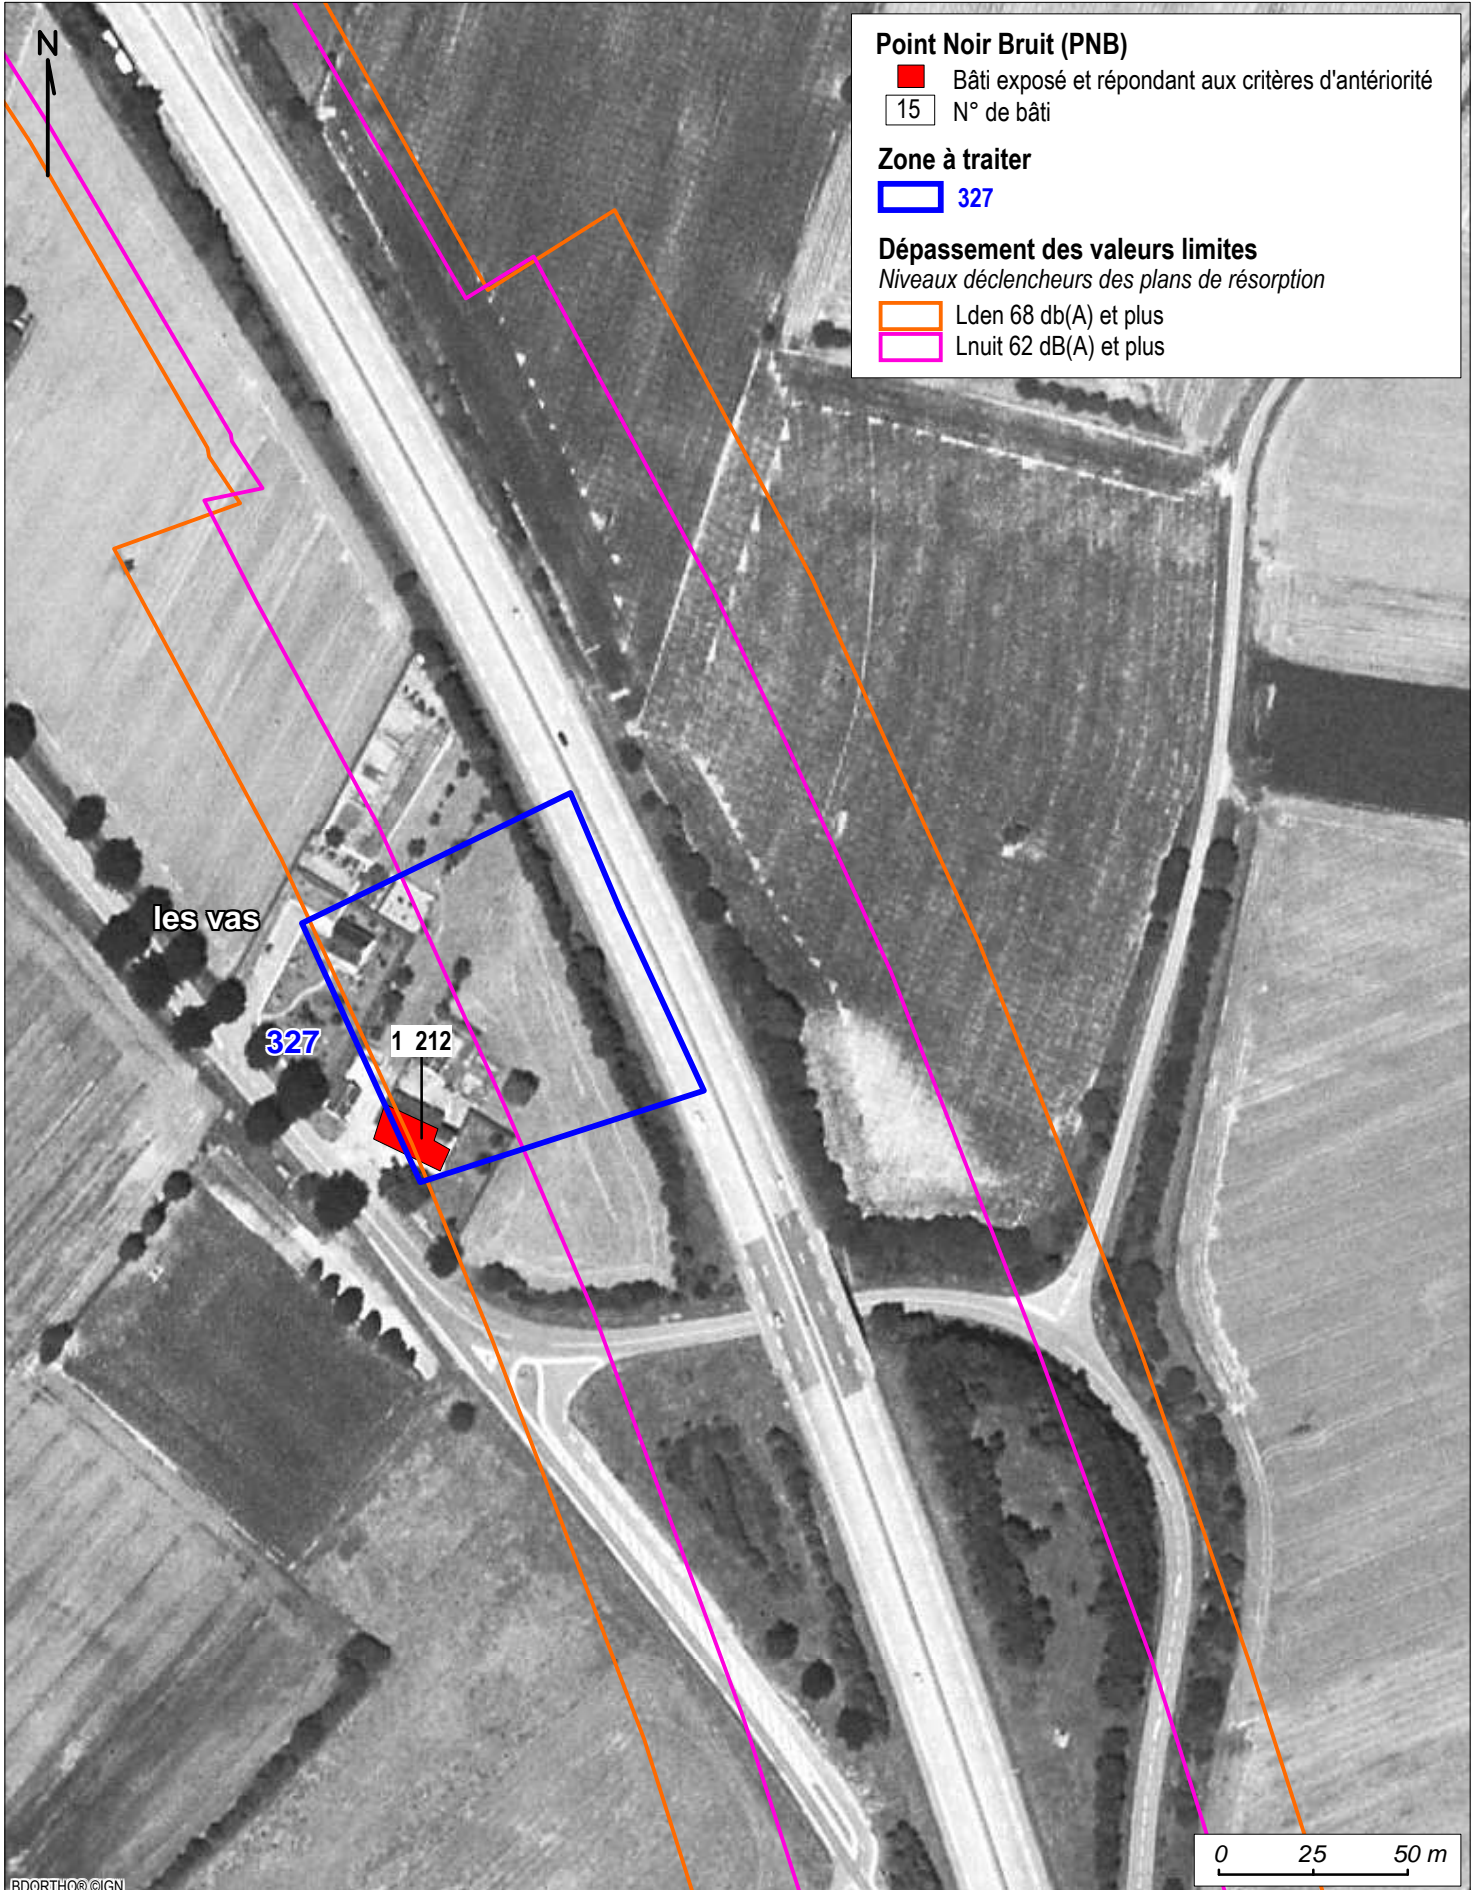 N
Point Noir Bruit (PNB)
Bâti exposé et répondant aux critères d'antériorité
15 N° de bâti
Zone à traiter
327
Dépassement des valeurs limites
Niveaux déclencheurs des plans de résorption
Lden 68 db(A) et plus
Lnuit 62 dB(A) et plus
les vas
327
1 212
0 25 50 m
BDORTHO® ©IGN